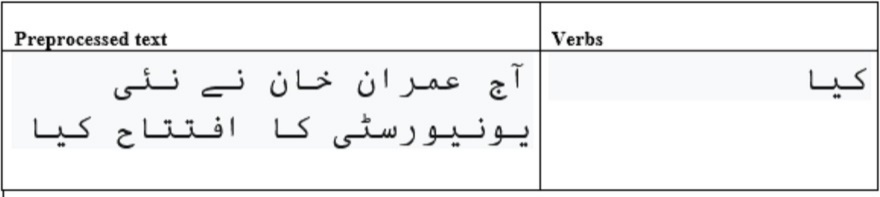 Preprocessed text
Verbs
آج عمران خان نے نئی
یونیورسٹی کا افتتاح کیا
کیا